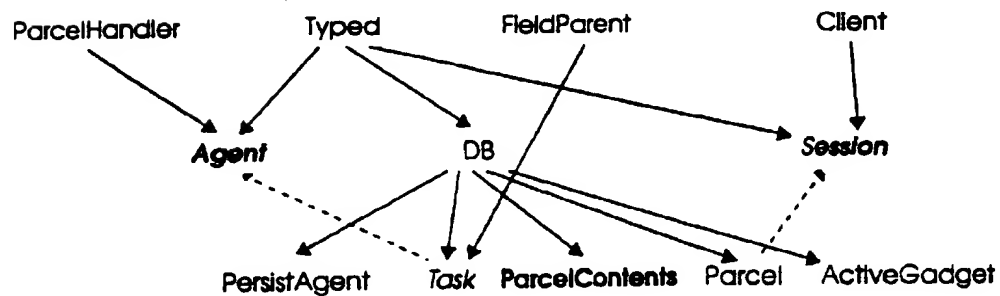 ParcelHandler Typed FieldParent Client
Agent DB Session
PersistAgent Task ParcelContents Parcel ActiveGadget